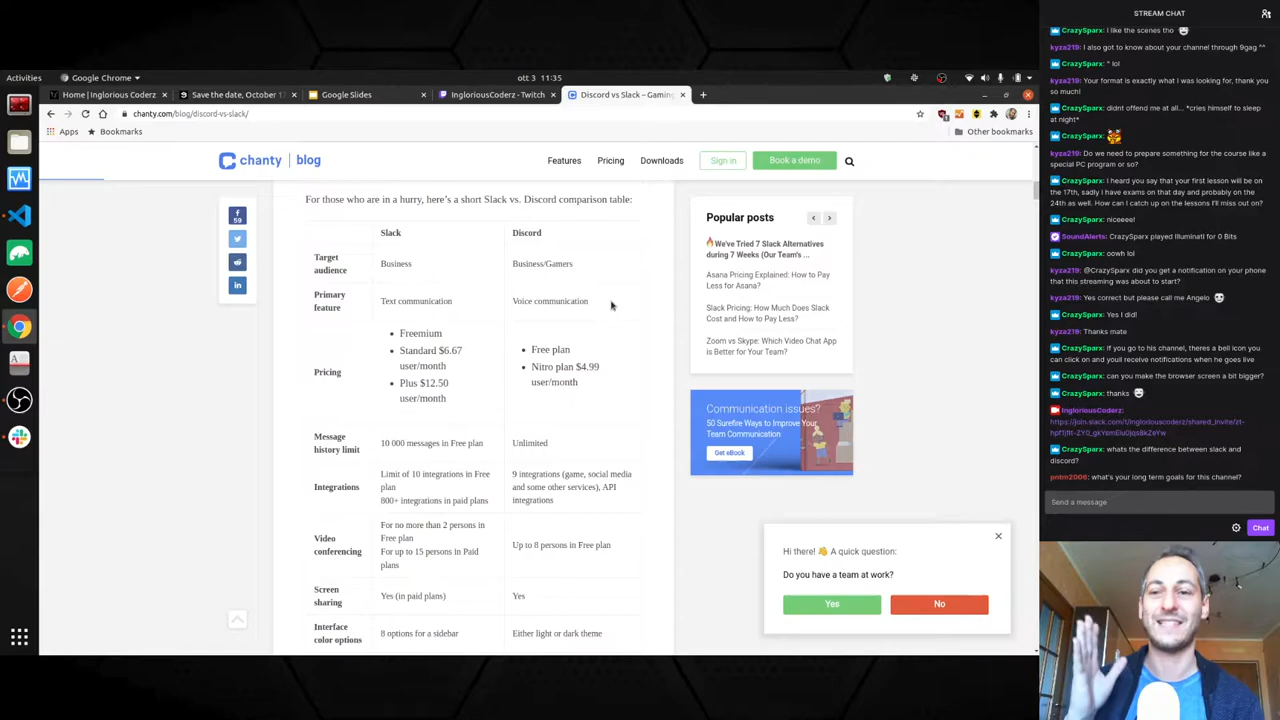 Activities
Google Chrome
ott 3 11:35
Home | Inglorious Coderz
Save the date, October 17
Google Slides
IngloriousCoderz - Twitch
Discord vs Slack – Gaming
chanty.com/blog/discord-vs-slack/
Apps
Bookmarks
Other bookmarks
chanty | blog
Features
Pricing
Downloads
Sign in
Book a demo
59
For those who are in a hurry, here's a short Slack vs. Discord comparison table:
Slack
Discord
Target
audience
Business
Business/Gamers
Primary
feature
Text communication
Voice communication
Pricing
Freemium
Standard $6.67
user/month
Plus $12.50
user/month
Free plan
Nitro plan $4.99
user/month
Message
history limit
10 000 messages in Free plan
Unlimited
Integrations
Limit of 10 integrations in Free
plan
800+ integrations in paid plans
9 integrations (game, social media
and some other services), API
integrations
Video
conferencing
For no more than 2 persons in
Free plan
For up to 15 persons in Paid
plans
Up to 8 persons in Free plan
Screen
sharing
Yes (in paid plans)
Yes
Interface
color options
8 options for a sidebar
Either light or dark theme
Popular posts
We've Tried 7 Slack Alternatives
during 7 Weeks (Our Team's ...
Asana Pricing Explained: How to Pay
Less for Asana?
Slack Pricing: How Much Does Slack
Cost and How to Pay Less?
Zoom vs Skype: Which Video Chat App
is Better for Your Team?
Communication issues?
50 Surefire Ways to Improve Your
Team Communication
Get eBook
Hi there! 👋 A quick question:
Do you have a team at work?
Yes
No
STREAM CHAT
CrazySparx: I like the scenes tho
kyza219: I also got to know about your channel through 9gag ^^
CrazySparx: * lol
kyza219: Your format is exactly what I was looking for, thank you
so much!
CrazySparx: didnt offend me at all... *cries himself to sleep
at night*
CrazySparx:
kyza219: Do we need to prepare something for the course like a
special PC program or so?
CrazySparx: I heard you say that your first lesson will be on
the 17th, sadly I have exams on that day and probably on the
24th as well. How can I catch up on the lessons I'll miss out on?
CrazySparx: niceeee!
SoundAlerts: CrazySparx played Illuminati for 0 Bits
CrazySparx: oowh lol
kyza219: @CrazySparx did you get a notification on your phone
that this streaming was about to start?
kyza219: Yes correct but please call me Angelo
CrazySparx: Yes I did!
kyza219: Thanks mate
CrazySparx: If you go to his channel, theres a bell icon you
can click on and youll receive notifications when he goes live
CrazySparx: can you make the browser screen a bit bigger?
CrazySparx: thanks
IngloriousCoderz:
https://join.slack.com/t/ingloriouscoderz/shared_invite/zt-
CrazySparx: whats the difference between slack and
discord?
pntm2006: what's your long term goals for this channel?
Send a message
Chat